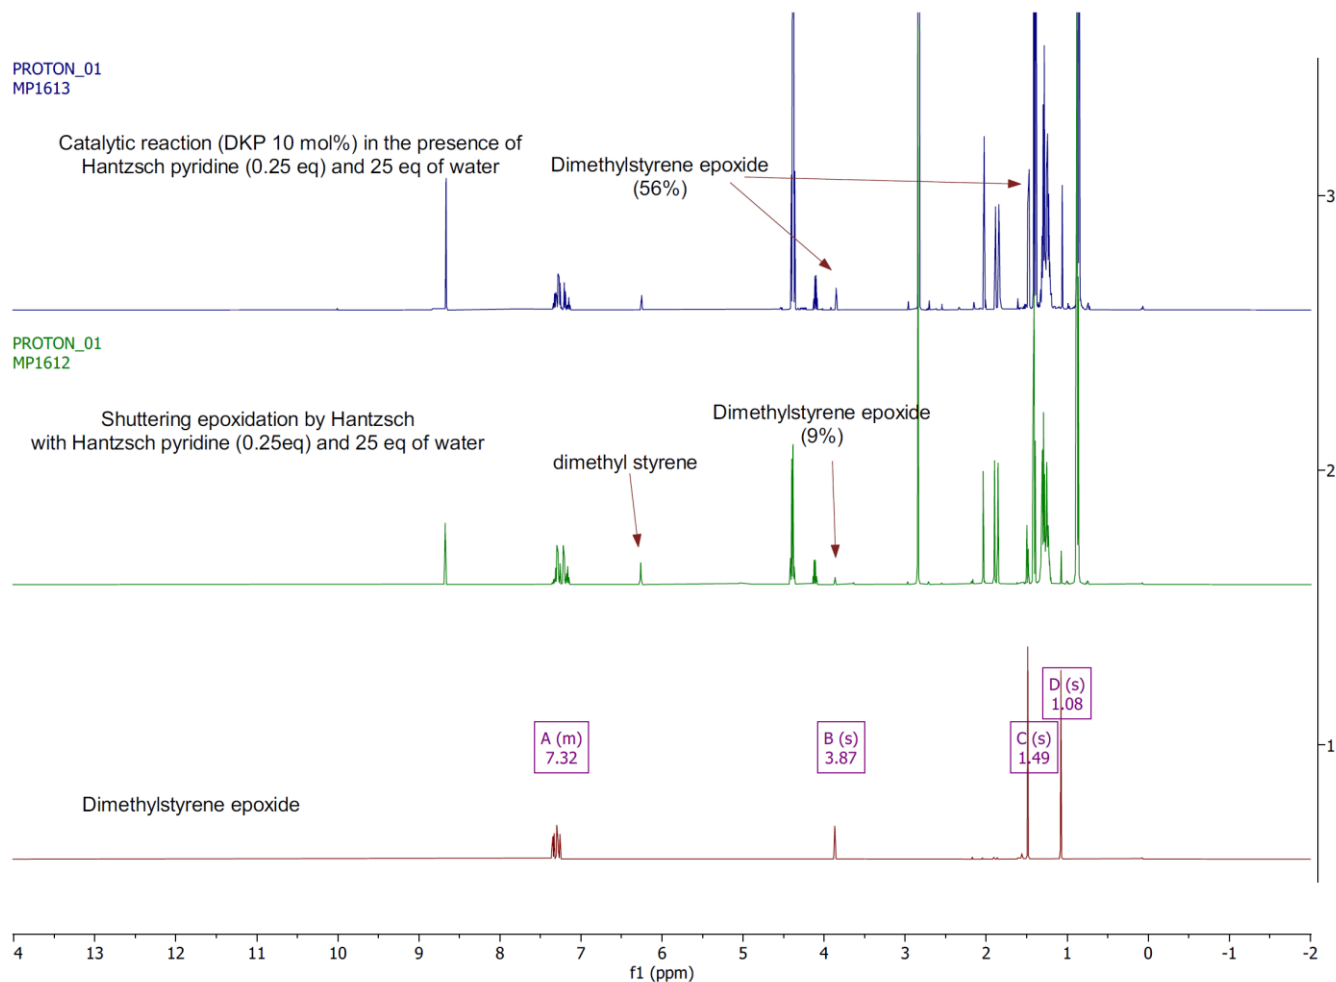 PROTON_01
MP1613
Catalytic reaction (DKP 10 mol%) in the presence of
Hantzsch pyridine (0.25 eq) and 25 eq of water
Dimethylstyrene epoxide
(56%)
3
PROTON_01
MP1612
Shuttering epoxidation by Hantzsch
with Hantzsch pyridine (0.25eq) and 25 eq of water
dimethyl styrene
Dimethylstyrene epoxide
(9%)
2
A (m)
7.32
B (s)
3.87
C (s)
1.49
D (s)
1.08
1
Dimethylstyrene epoxide
4 13 12 11 10 9 8 7 6 5 4 3 2 1 0 -1 -2
f1 (ppm)